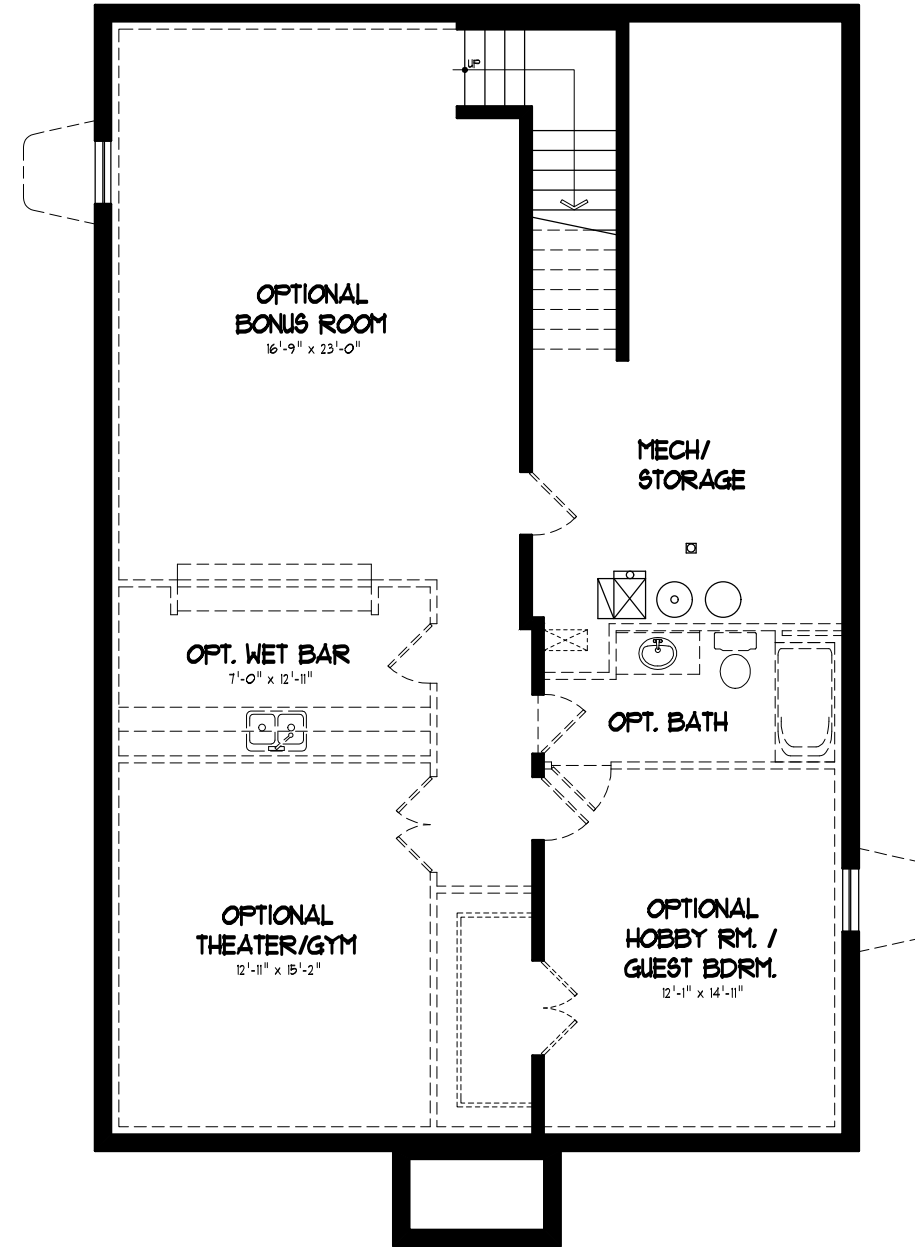 UP
OPTIONAL
BONUS ROOM
16'-9" x 23'-0"
MECH/
STORAGE
OPT. WET BAR
7'-0" x 12'-11"
OPT. BATH
OPTIONAL
THEATER/GYM
12'-11" x 15'-2"
OPTIONAL
HOBBY RM. /
GUEST BDRM.
12'-1" x 14'-11"